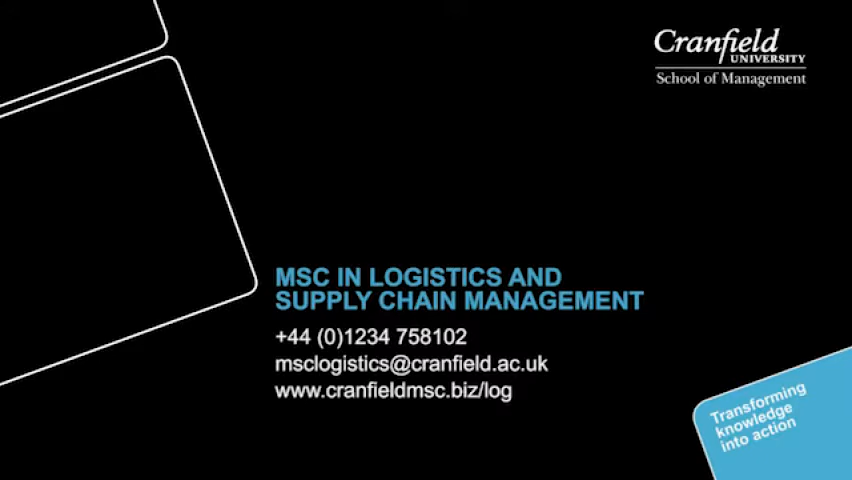 Cranfield
UNIVERSITY
School of Management
MSC IN LOGISTICS AND
SUPPLY CHAIN MANAGEMENT
+44 (0)1234 758102
msclogistics@cranfield.ac.uk
www.cranfieldmsc.biz/log
Transforming
knowledge
into action